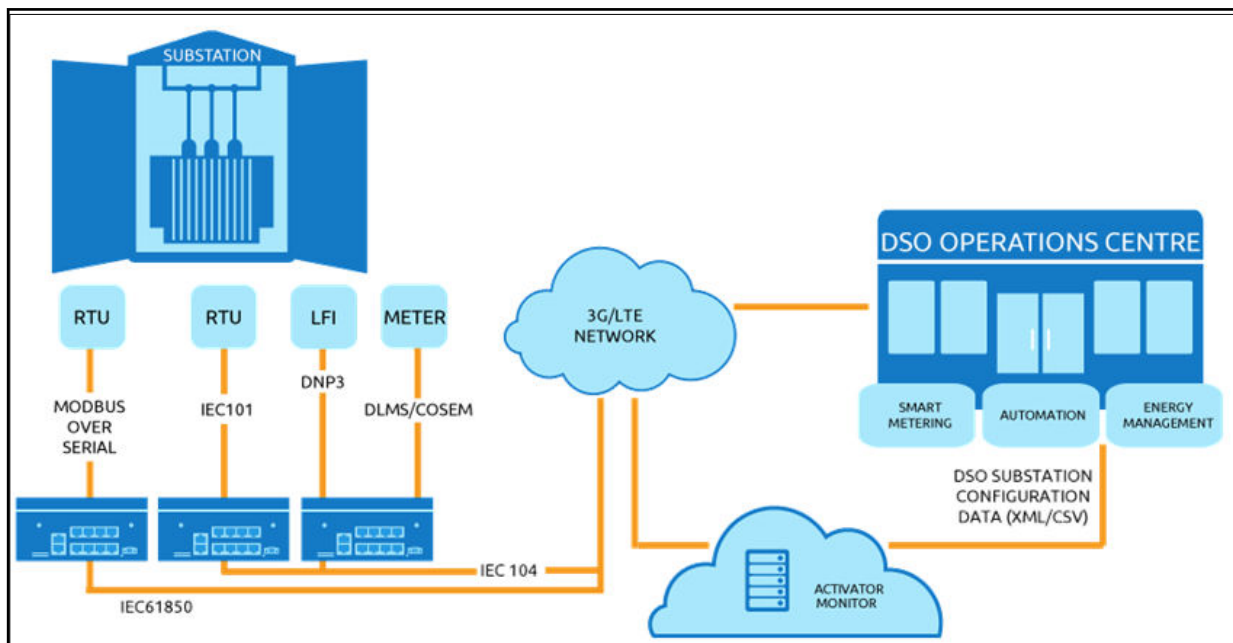 SUBSTATION
DSO OPERATIONS CENTRE
RTU
RTU
LFI
METER
3G/LTE
NETWORK
DNP3
MODBUS
OVER
SERIAL
IEC101
DLMS/COSEM
SMART
METERING
AUTOMATION
ENERGY
MANAGEMENT
DSO SUBSTATION
CONFIGURATION
DATA (XML/CSV)
IEC 104
IEC61850
ACTIVATOR
MONITOR